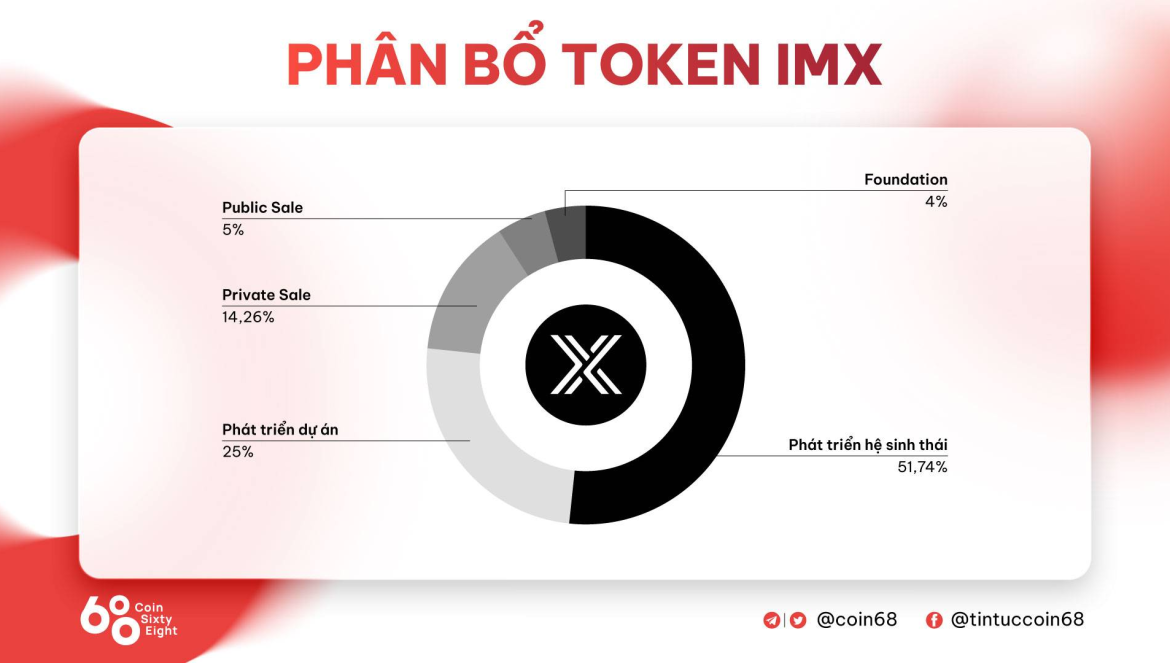 PHÂN BỔ TOKEN IMX
Foundation
4%
Public Sale
5%
Private Sale
14,26%
Phát triển dự án
25%
Phát triển hệ sinh thái
51,74%
68
Coin
Sixty
Eight
@coin68
@tintuccoin68